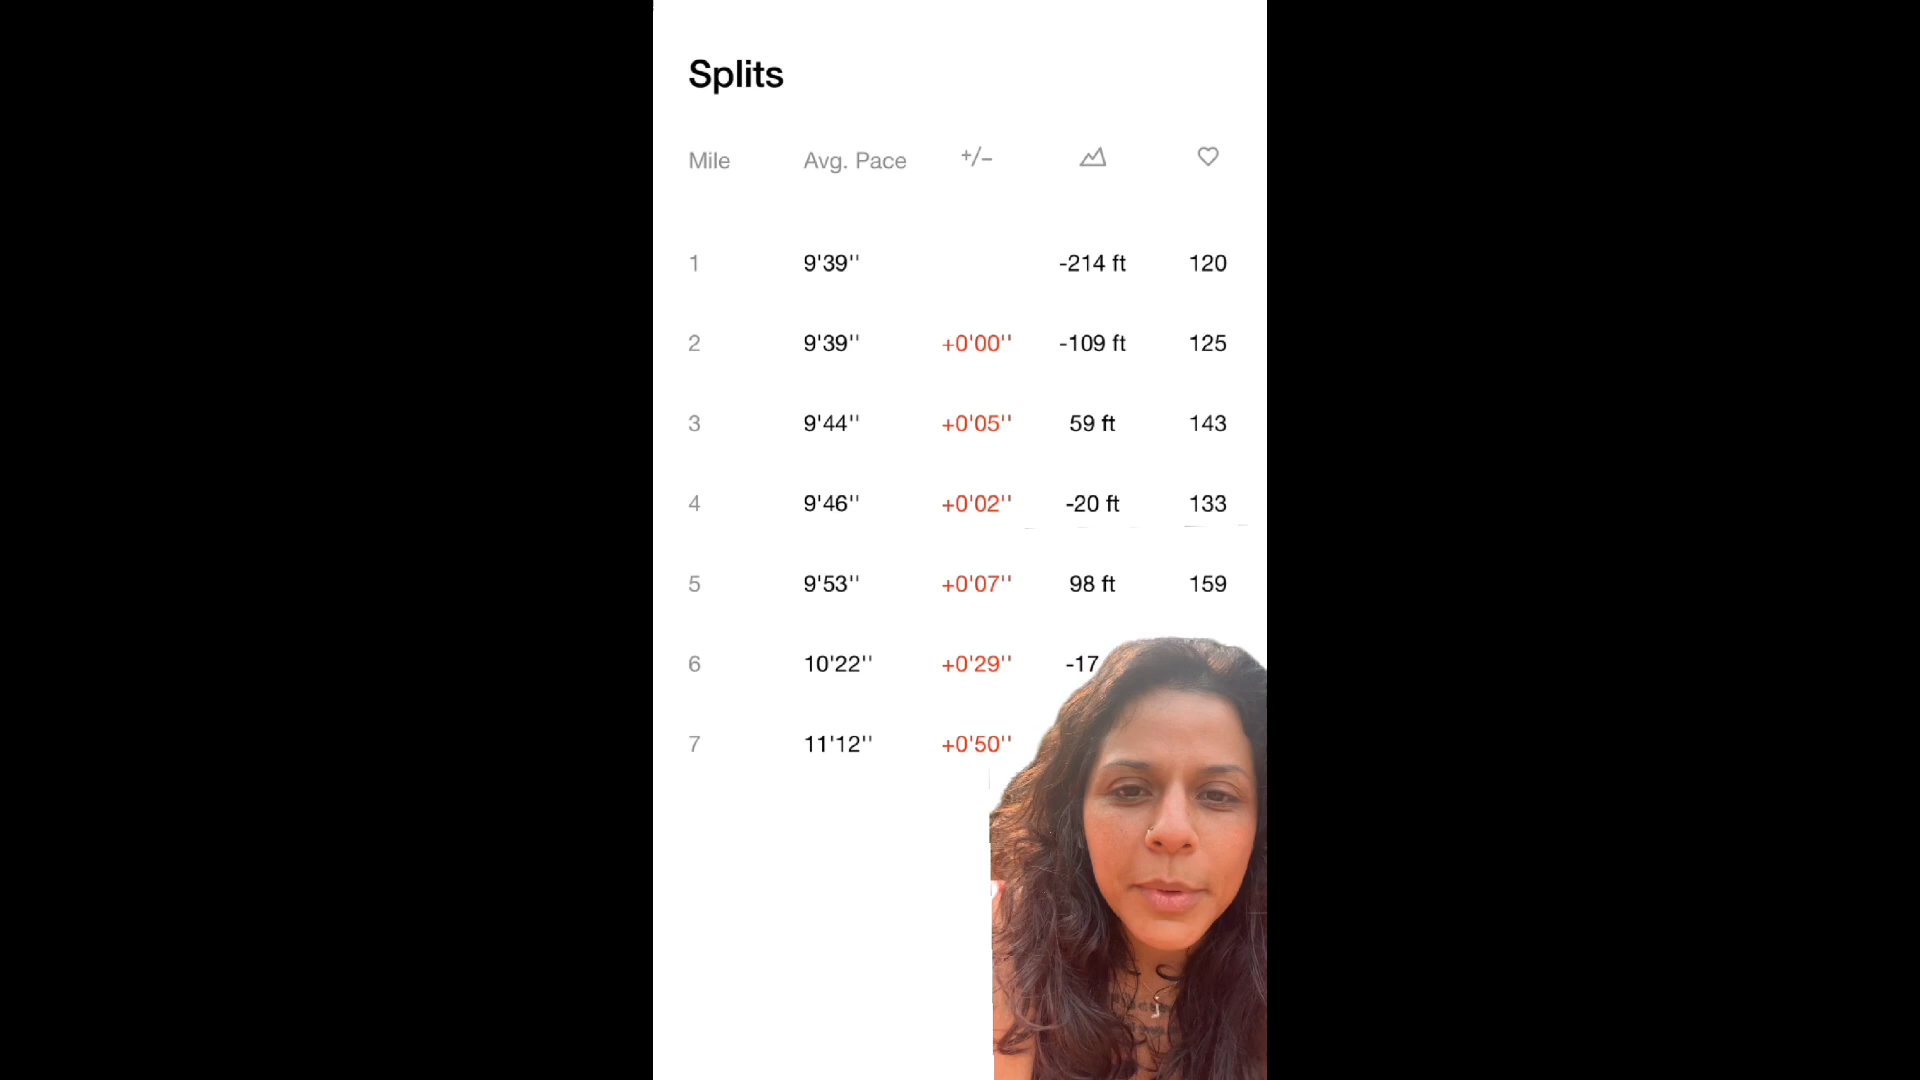 Splits
Mile Avg. Pace +/−
1 9'39'' -214 ft 120
2 9'39'' +0'00'' -109 ft 125
3 9'44'' +0'05'' 59 ft 143
4 9'46'' +0'02'' -20 ft 133
5 9'53'' +0'07'' 98 ft 159
6 10'22'' +0'29'' -17
7 11'12'' +0'50''